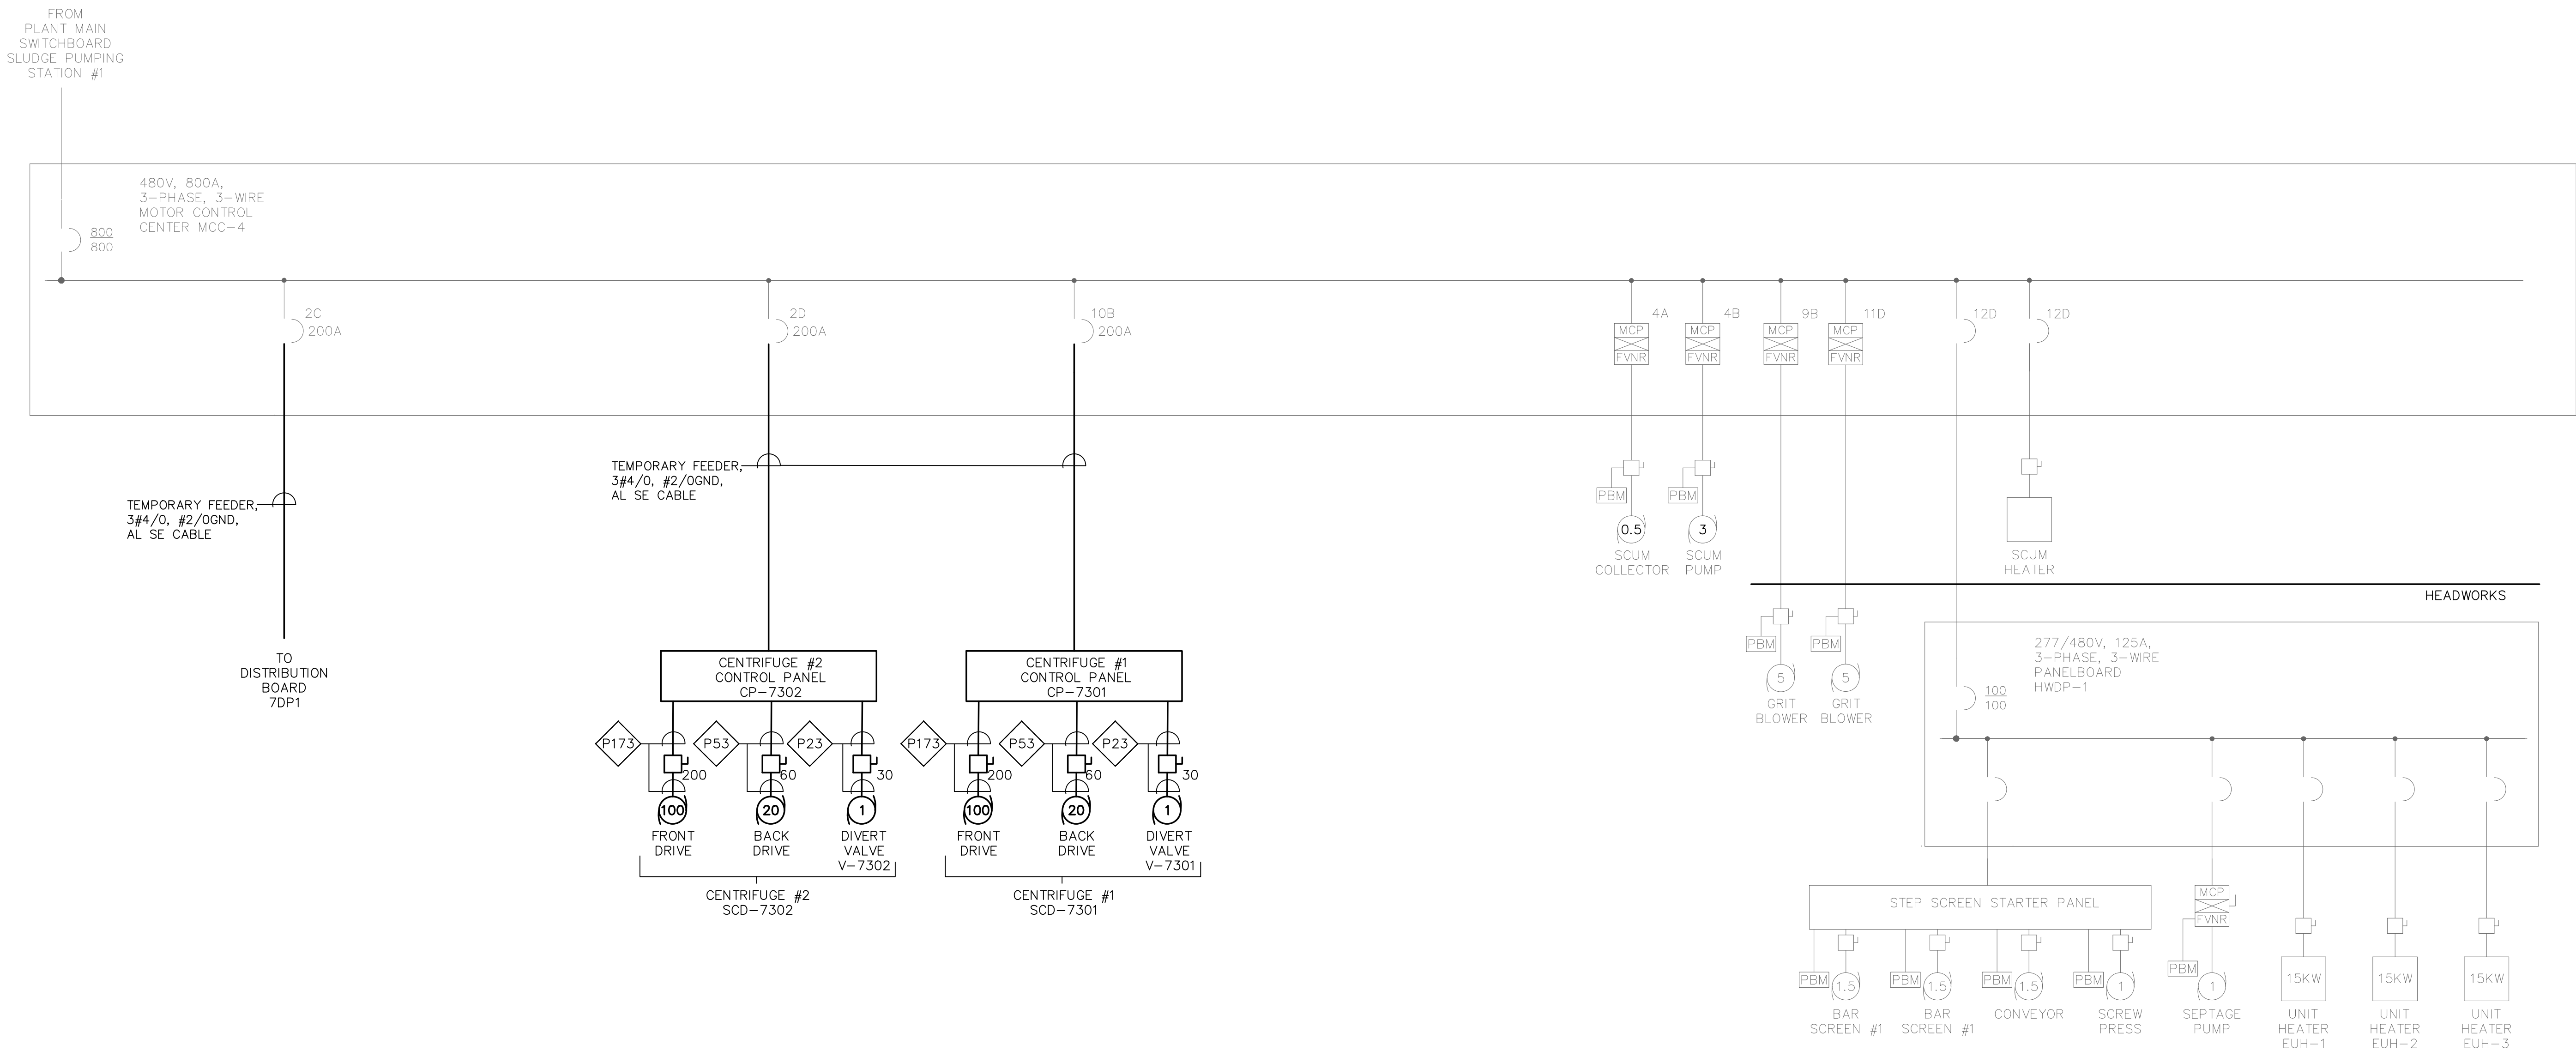 FROM
PLANT MAIN
SWITCHBOARD
SLUDGE PUMPING
STATION #1
480V, 800A,
3-PHASE, 3-WIRE
MOTOR CONTROL
CENTER MCC-4
800
800
2C
200A
2D
200A
10B
200A
4A
MCP
FVNR
4B
MCP
FVNR
9B
MCP
FVNR
11D
MCP
FVNR
12D
12D
TEMPORARY FEEDER,
3#4/0, #2/0GND,
AL SE CABLE
TEMPORARY FEEDER,
3#4/0, #2/0GND,
AL SE CABLE
PBM
0.5
SCUM
COLLECTOR
PBM
3
SCUM
PUMP
SCUM
HEATER
HEADWORKS
PBM
5
GRIT
BLOWER
PBM
5
GRIT
BLOWER
TO
DISTRIBUTION
BOARD
7DP1
CENTRIFUGE #2
CONTROL PANEL
CP-7302
P173
200
100
FRONT
DRIVE
P53
60
20
BACK
DRIVE
P23
30
1
DIVERT
VALVE
V-7302
CENTRIFUGE #2
SCD-7302
CENTRIFUGE #1
CONTROL PANEL
CP-7301
P173
200
100
FRONT
DRIVE
P53
60
20
BACK
DRIVE
P23
30
1
DIVERT
VALVE
V-7301
CENTRIFUGE #1
SCD-7301
277/480V, 125A,
3-PHASE, 3-WIRE
PANELBOARD
HWDP-1
100
100
STEP SCREEN STARTER PANEL
PBM
1.5
BAR
SCREEN #1
PBM
1.5
BAR
SCREEN #1
PBM
1.5
CONVEYOR
PBM
1
SCREW
PRESS
MCP
FVNR
PBM
1
SEPTAGE
PUMP
15KW
UNIT
HEATER
EUH-1
15KW
UNIT
HEATER
EUH-2
15KW
UNIT
HEATER
EUH-3